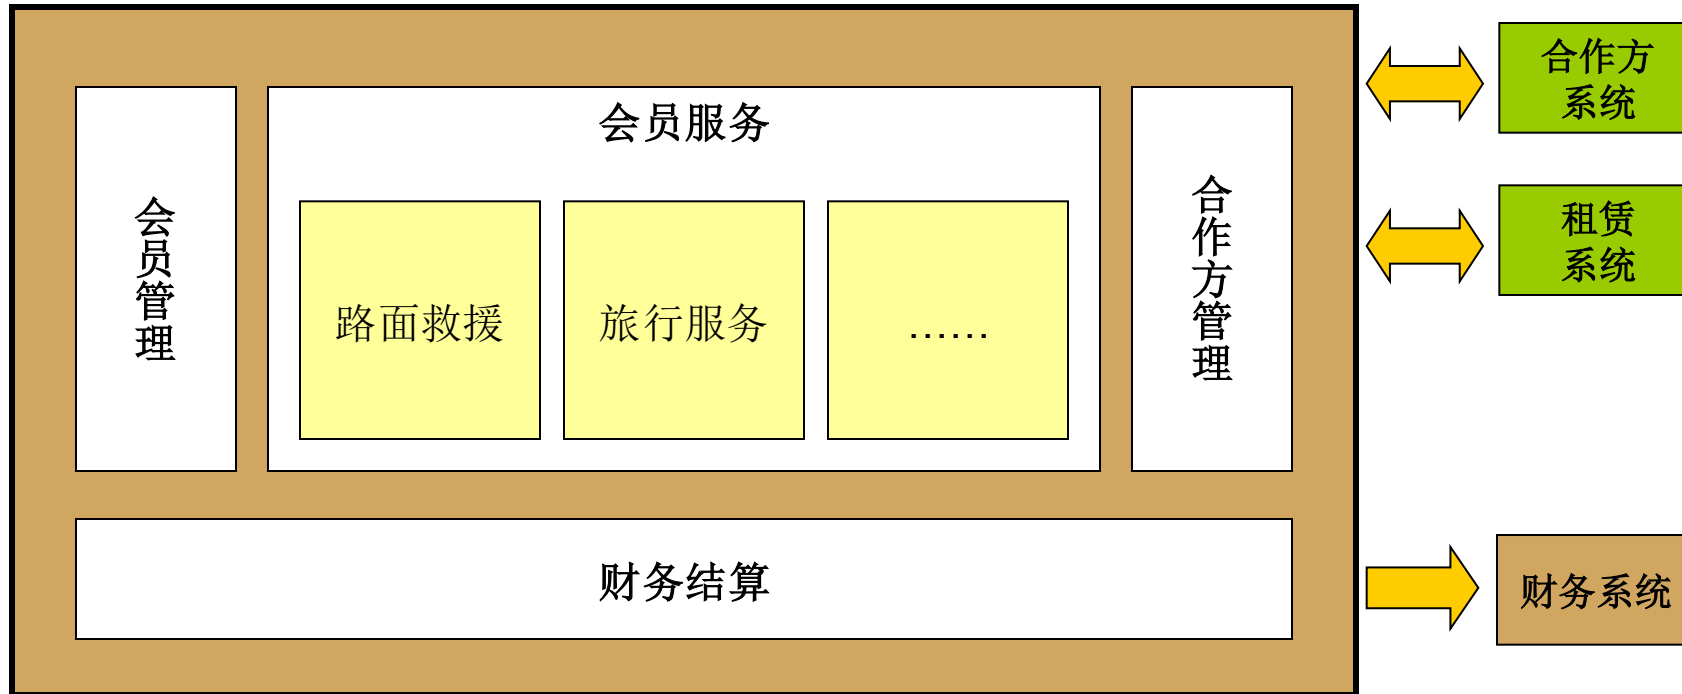 会员管理
会员服务
路面救援
旅行服务
......
合作方管理
财务结算
合作方
系统
租赁
系统
财务系统